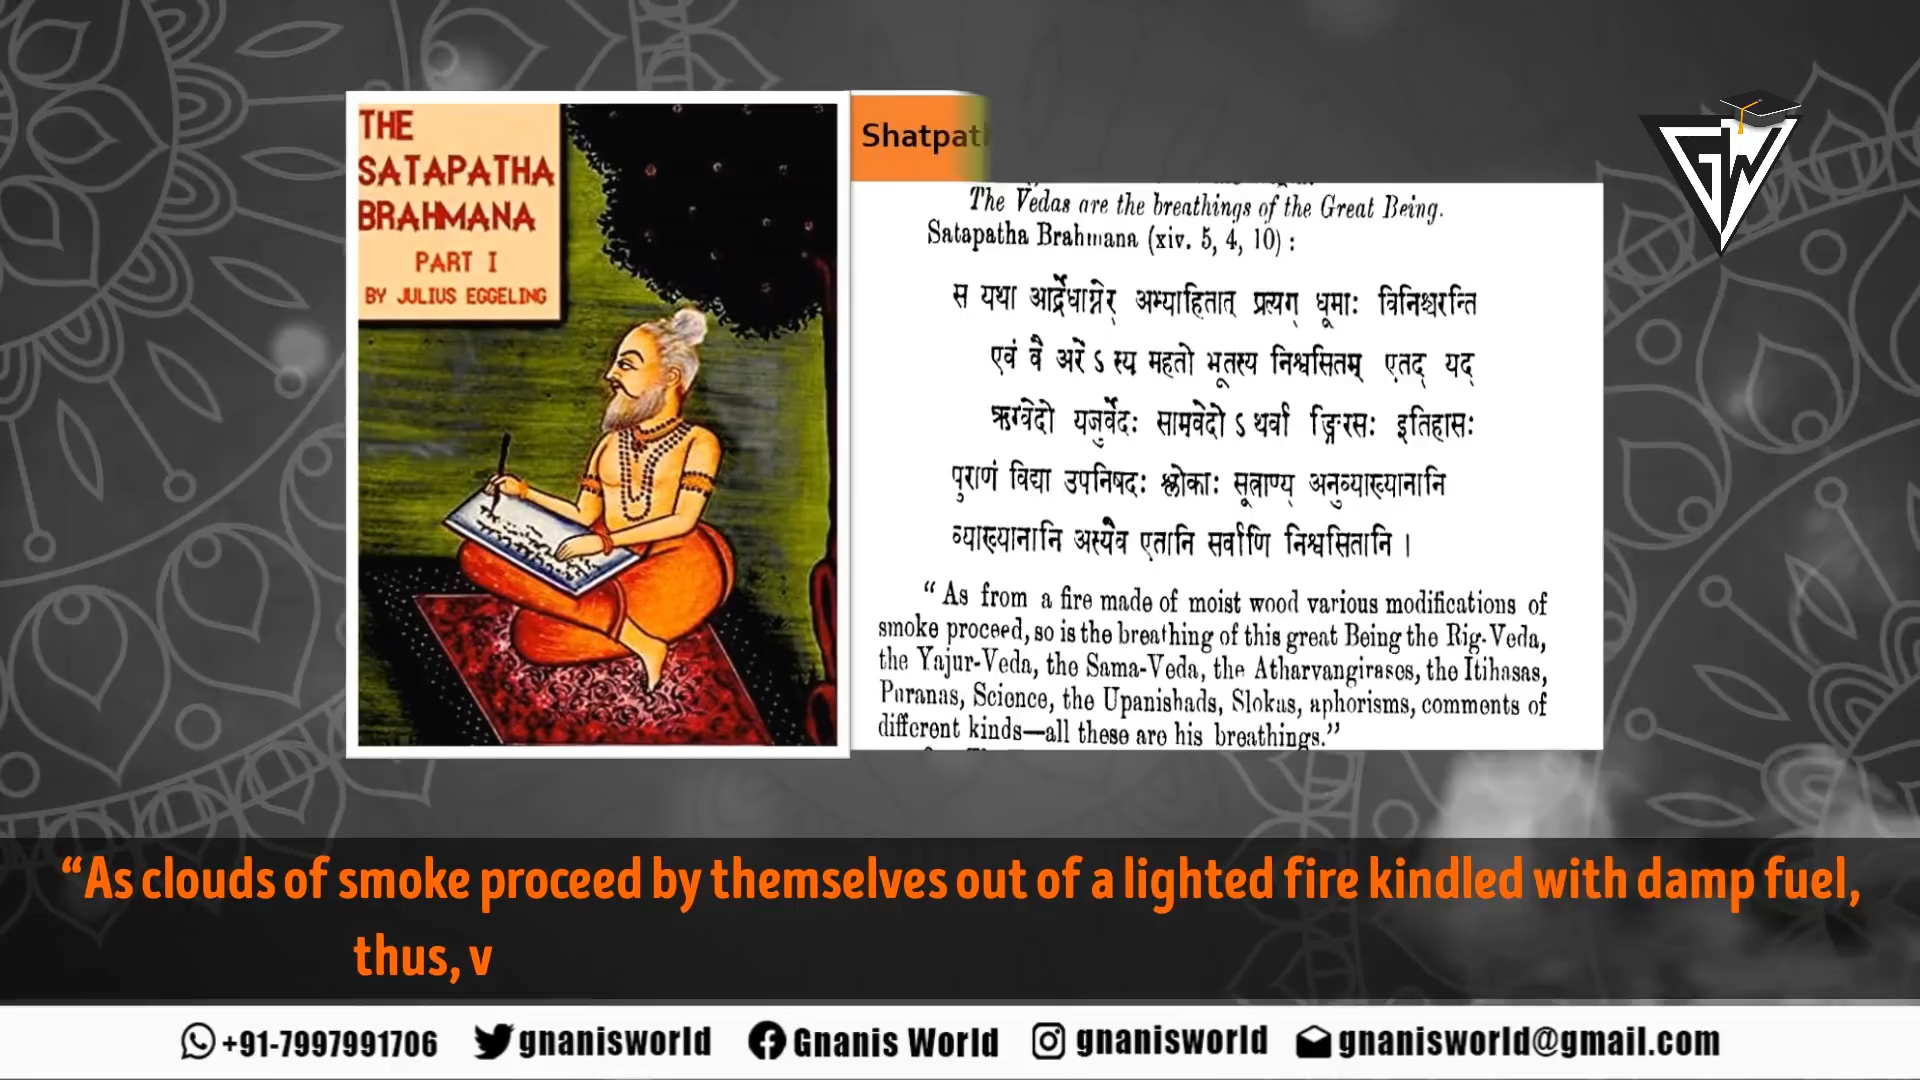 THE
SATAPATHA
BRAHMANA
PART I
BY JULIUS EGGELING
Shatpat
The Vedas are the breathings of the Great Being.
Satapatha Brahmana (xiv. 5, 4, 10) :
स यथा आर्द्रेधाग्नेर् अभ्याहितात् प्रत्यग् धूमाः विनिश्चरन्ति
एवं वै अरे ऽ स्य महतो भूतस्य निश्वसितम् एतद् यद्
ऋग्वेदो यजुर्वेदः सामवेदो ऽ थर्वा ङ्गिरसः इतिहासः
पुराणं विद्या उपनिषदः श्लोकाः सूत्राण्य् अनुव्याख्यानानि
व्याख्यानानि अस्यैव एतानि सर्वाणि निश्वसितानि ।
“ As from a fire made of moist wood various modifications of
smoke proceed, so is the breathing of this great Being the Rig-Veda,
the Yajur-Veda, the Sama-Veda, the Atharvangirases, the Itihasas,
Puranas, Science, the Upanishads, Slokas, aphorisms, comments of
different kinds—all these are his breathings.”
GW
“As clouds of smoke proceed by themselves out of a lighted fire kindled with damp fuel,
thus, v
+91-7997991706 gnanisworld Gnanis World gnanisworld gnanisworld@gmail.com